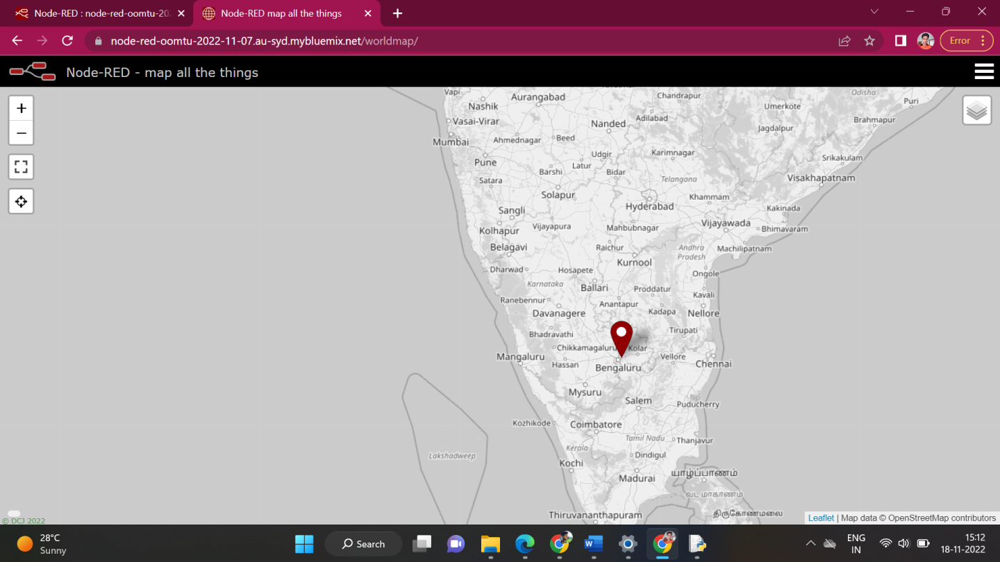 Node-RED : node-red-oomtu-20
Node-RED map all the things
node-red-oomtu-2022-11-07.au-syd.mybluemix.net/worldmap/
Error
Node-RED - map all the things
+
−
Vapi
Aurangabad
Chandrapur
Odisha
Puri
Nashik
Umerkote
Vasai-Virar
Nanded
Adilabad
Brahmapur
Jagdalpur
Mumbai
Ahmednagar
Beed
Udgir
Karimnagar
Srikakulam
Pune
Latur
Barshi
Bidar
Satara
Telangana
Visakhapatnam
Solapur
Khammam
Sangli
Hyderabad
Kakinada
Vijayapura
Mahbubnagar
Vijayawada
Bhimavaram
Kolhapur
Belagavi
Raichur
Andhra
Pradesh
Machilipatnam
Kurnool
Dharwad
Hosapete
Ongole
Karnataka
Ballari
Proddatur
Kavali
Ranebennur
Anantapur
Davanagere
Kadapa
Nellore
Bhadravathi
Tirupati
Chikkamagaluru
Kolar
Mangaluru
Vellore
Hassan
Bengaluru
Chennai
Mysuru
Salem
Puducherry
Kozhikode
Coimbatore
Tamil Nadu
Thanjavur
Kerala
Lakshadweep
Dindigul
Kochi
யாழ்ப்பாணம்
Madurai
வட மாகாணம்
Thiruvananthapuram
திருகோணமலை
© DCJ 2022
Leaflet | Map data © OpenStreetMap contributors
28°C
Sunny
Search
ENG
IN
15:12
18-11-2022